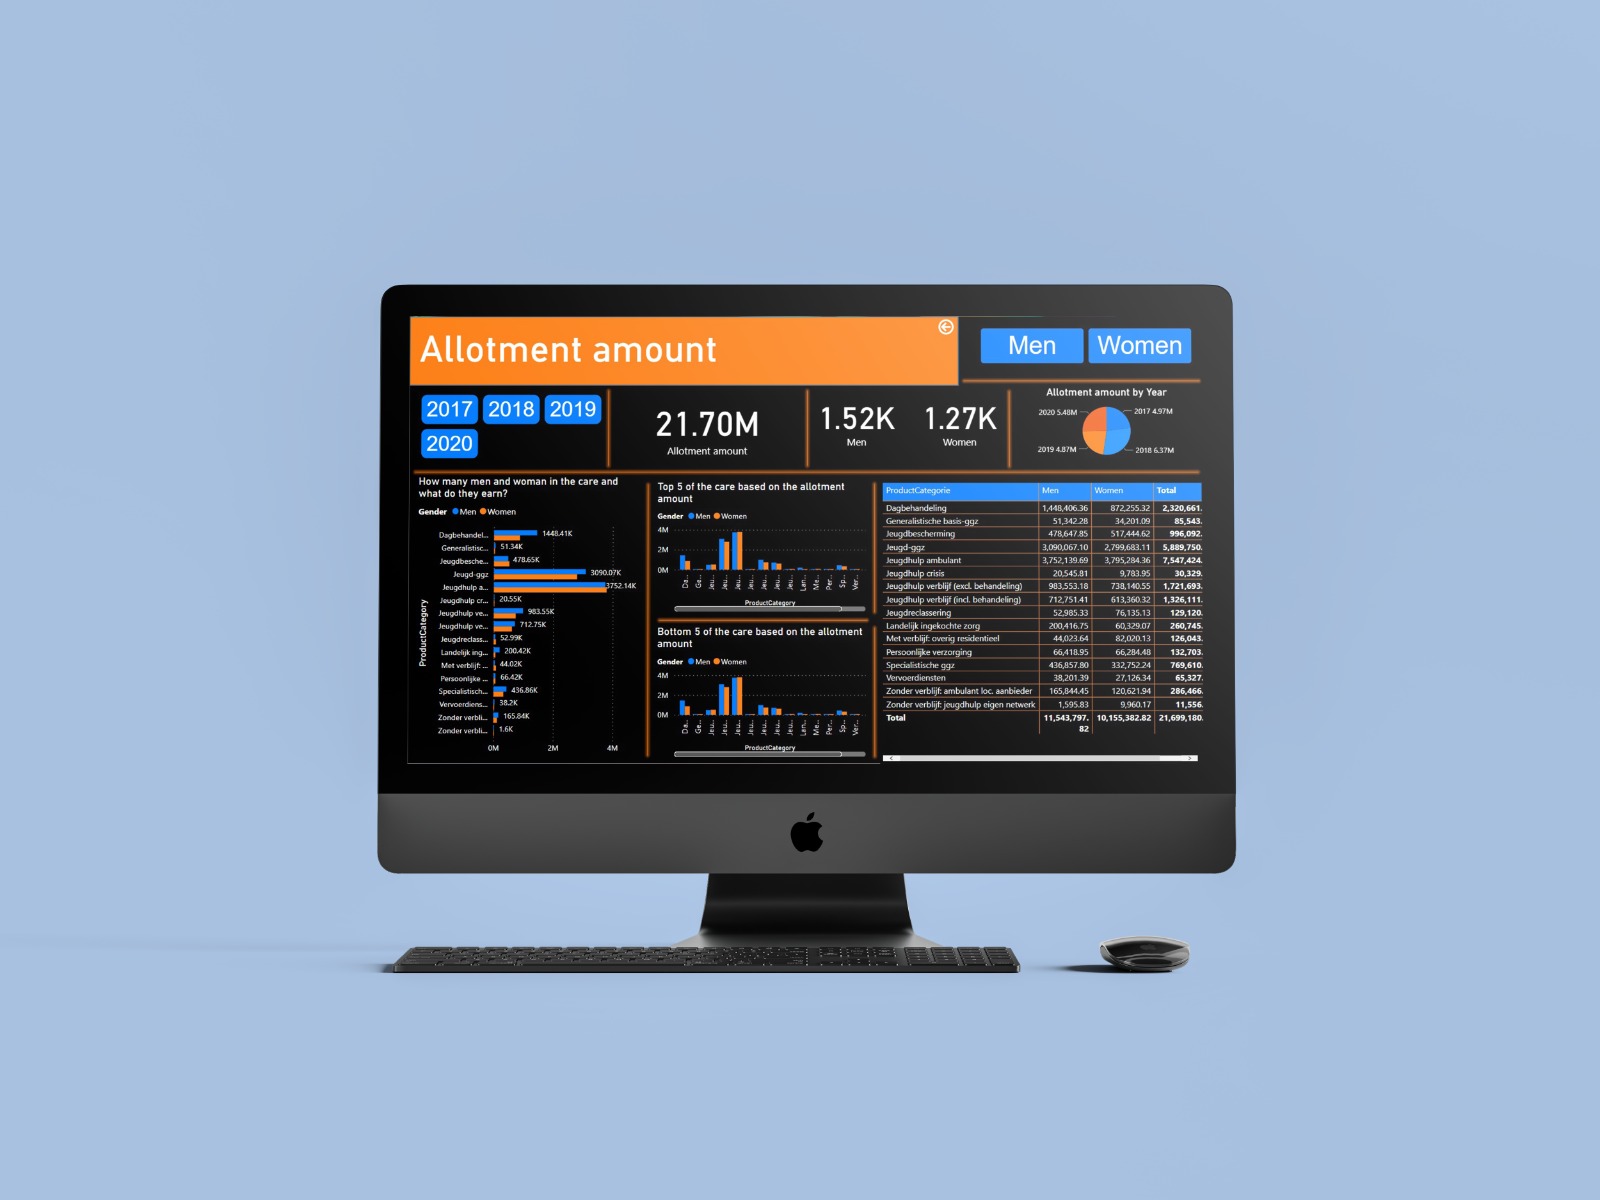 Allotment amount
Men
Women
2017
2018
2019
2020
21.70M
Allotment amount
1.52K
Men
1.27K
Women
Allotment amount by Year
2020 5.48M
2017 4.97M
2019 4.87M
2018 6.37M
How many men and woman in the care and
what do they earn?
Gender Men Women
ProductCategory
Dagbehandel... 1448.41K
Generalistisc... 51.34K
Jeugdbesche... 478.65K
Jeugd-ggz 3090.07K
Jeugdhulp a... 3752.14K
Jeugdhulp cr... 20.55K
Jeugdhulp ve... 983.55K
Jeugdhulp ve... 712.75K
Jeugdreclass... 52.99K
Landelijk ing... 200.42K
Met verblijf: ... 44.02K
Persoonlijke ... 66.42K
Specialistisch... 436.86K
Vervoerdiens... 38.2K
Zonder verbli... 165.84K
Zonder verbli... 1.6K
0M 2M 4M
Top 5 of the care based on the allotment
amount
Gender Men Women
4M
2M
0M
Da... Ge... Jeu... Jeu... Jeu... Jeu... Jeu... Jeu... Jeu... Lan... Me... Per... Sp... Ver...
ProductCategory
Bottom 5 of the care based on the allotment
amount
Gender Men Women
4M
2M
0M
Da... Ge... Jeu... Jeu... Jeu... Jeu... Jeu... Jeu... Jeu... Lan... Me... Per... Sp... Ver...
ProductCategory
ProductCategorie Men Women Total
Dagbehandeling 1,448,406.36 872,255.32 2,320,661.
Generalistische basis-ggz 51,342.28 34,201.09 85,543.
Jeugdbescherming 478,647.85 517,444.62 996,092.
Jeugd-ggz 3,090,067.10 2,799,683.11 5,889,750.
Jeugdhulp ambulant 3,752,139.69 3,795,284.36 7,547,424.
Jeugdhulp crisis 20,545.81 9,783.95 30,329.
Jeugdhulp verblijf (excl. behandeling) 983,553.18 738,140.55 1,721,693.
Jeugdhulp verblijf (incl. behandeling) 712,751.41 613,360.32 1,326,111.
Jeugdreclassering 52,985.33 76,135.13 129,120.
Landelijk ingekochte zorg 200,416.75 60,329.07 260,745.
Met verblijf: overig residentieel 44,023.64 82,020.13 126,043.
Persoonlijke verzorging 66,418.95 66,284.48 132,703.
Specialistische ggz 436,857.80 332,752.24 769,610.
Vervoerdiensten 38,201.39 27,126.34 65,327.
Zonder verblijf: ambulant loc. aanbieder 165,844.45 120,621.94 286,466.
Zonder verblijf: jeugdhulp eigen netwerk 1,595.83 9,960.17 11,556.
Total 11,543,797. 10,155,382.82 21,699,180.
82